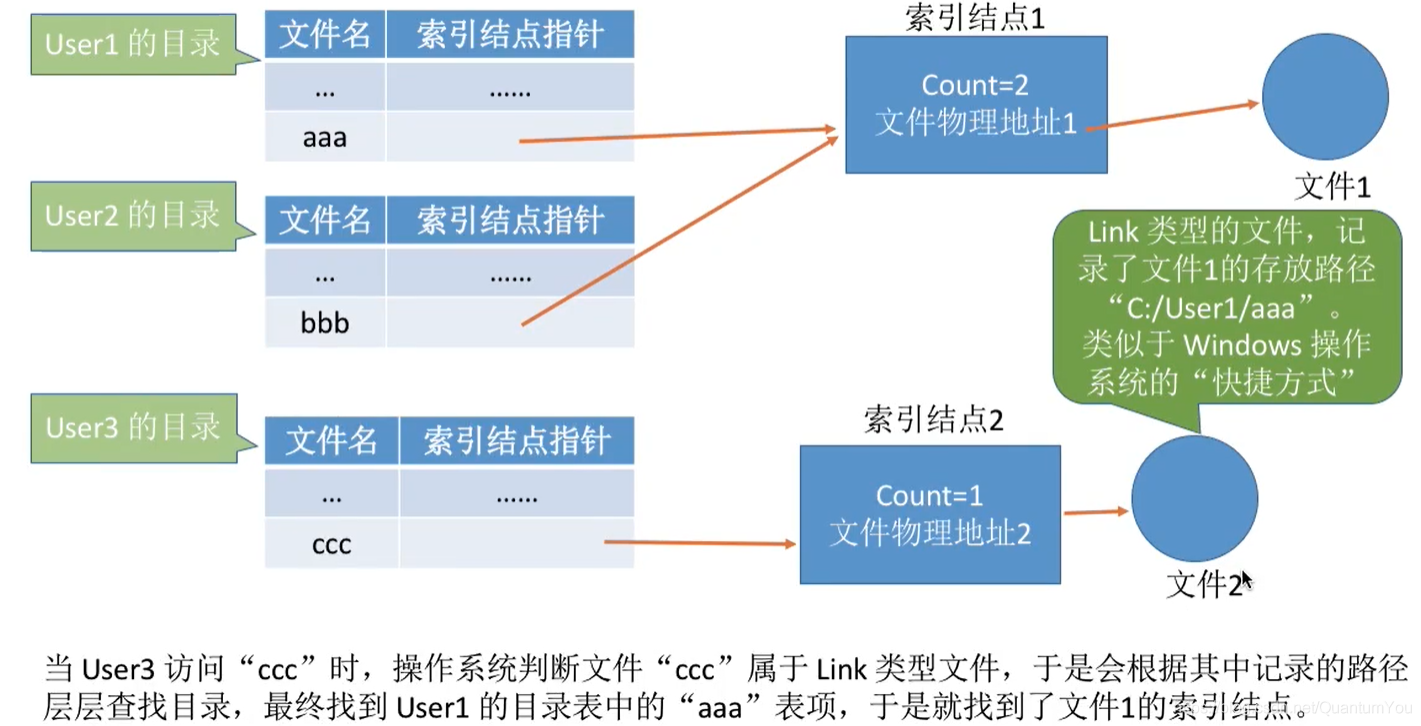 User1 的目录
文件名 索引结点指针
... ......
aaa
索引结点1
Count=2
文件物理地址1
文件1
User2 的目录
文件名 索引结点指针
... ......
bbb
Link 类型的文件，记
录了文件1的存放路径
“C:/User1/aaa”。
类似于 Windows 操作
系统的“快捷方式”
User3 的目录
文件名 索引结点指针
... ......
ccc
索引结点2
Count=1
文件物理地址2
文件2
当 User3 访问“ccc”时，操作系统判断文件“ccc”属于 Link 类型文件，于是会根据其中记录的路径
层层查找目录，最终找到 User1 的目录表中的“aaa”表项，于是就找到了文件1的索引结点。